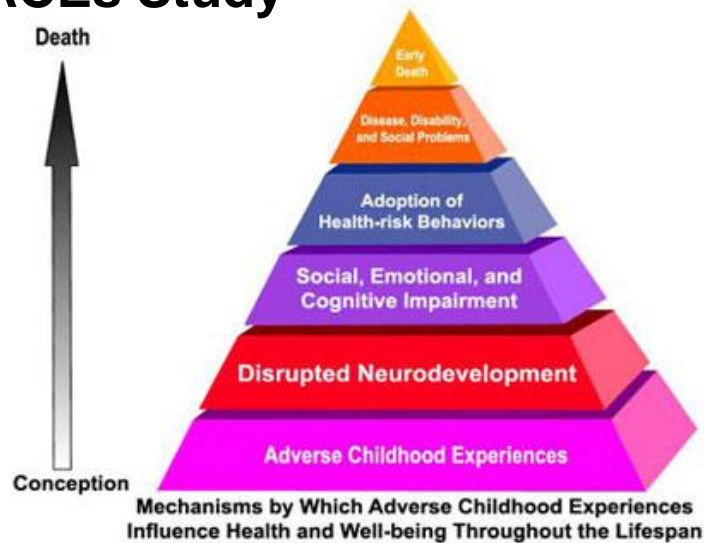 ACEs Study
Death
Early
Death
Disease, Disability,
and Social Problems
Adoption of
Health-risk Behaviors
Social, Emotional, and
Cognitive Impairment
Disrupted Neurodevelopment
Adverse Childhood Experiences
Conception
Mechanisms by Which Adverse Childhood Experiences
Influence Health and Well-being Throughout the Lifespan